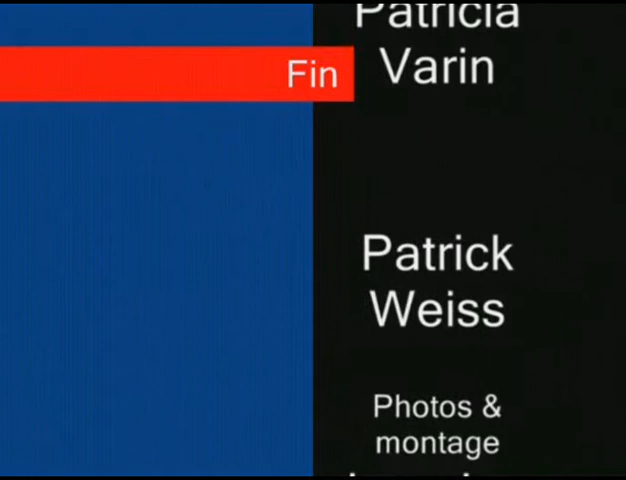 Patricia
Varin
Fin
Patrick
Weiss
Photos &
montage